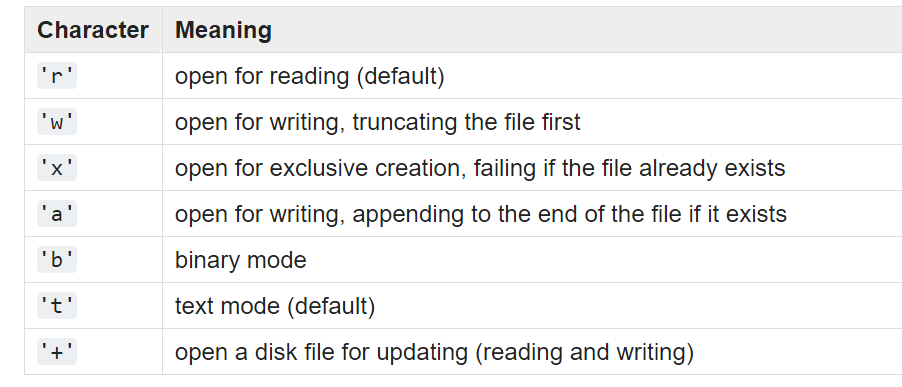 Character Meaning
'r' open for reading (default)
'w' open for writing, truncating the file first
'x' open for exclusive creation, failing if the file already exists
'a' open for writing, appending to the end of the file if it exists
'b' binary mode
't' text mode (default)
'+' open a disk file for updating (reading and writing)